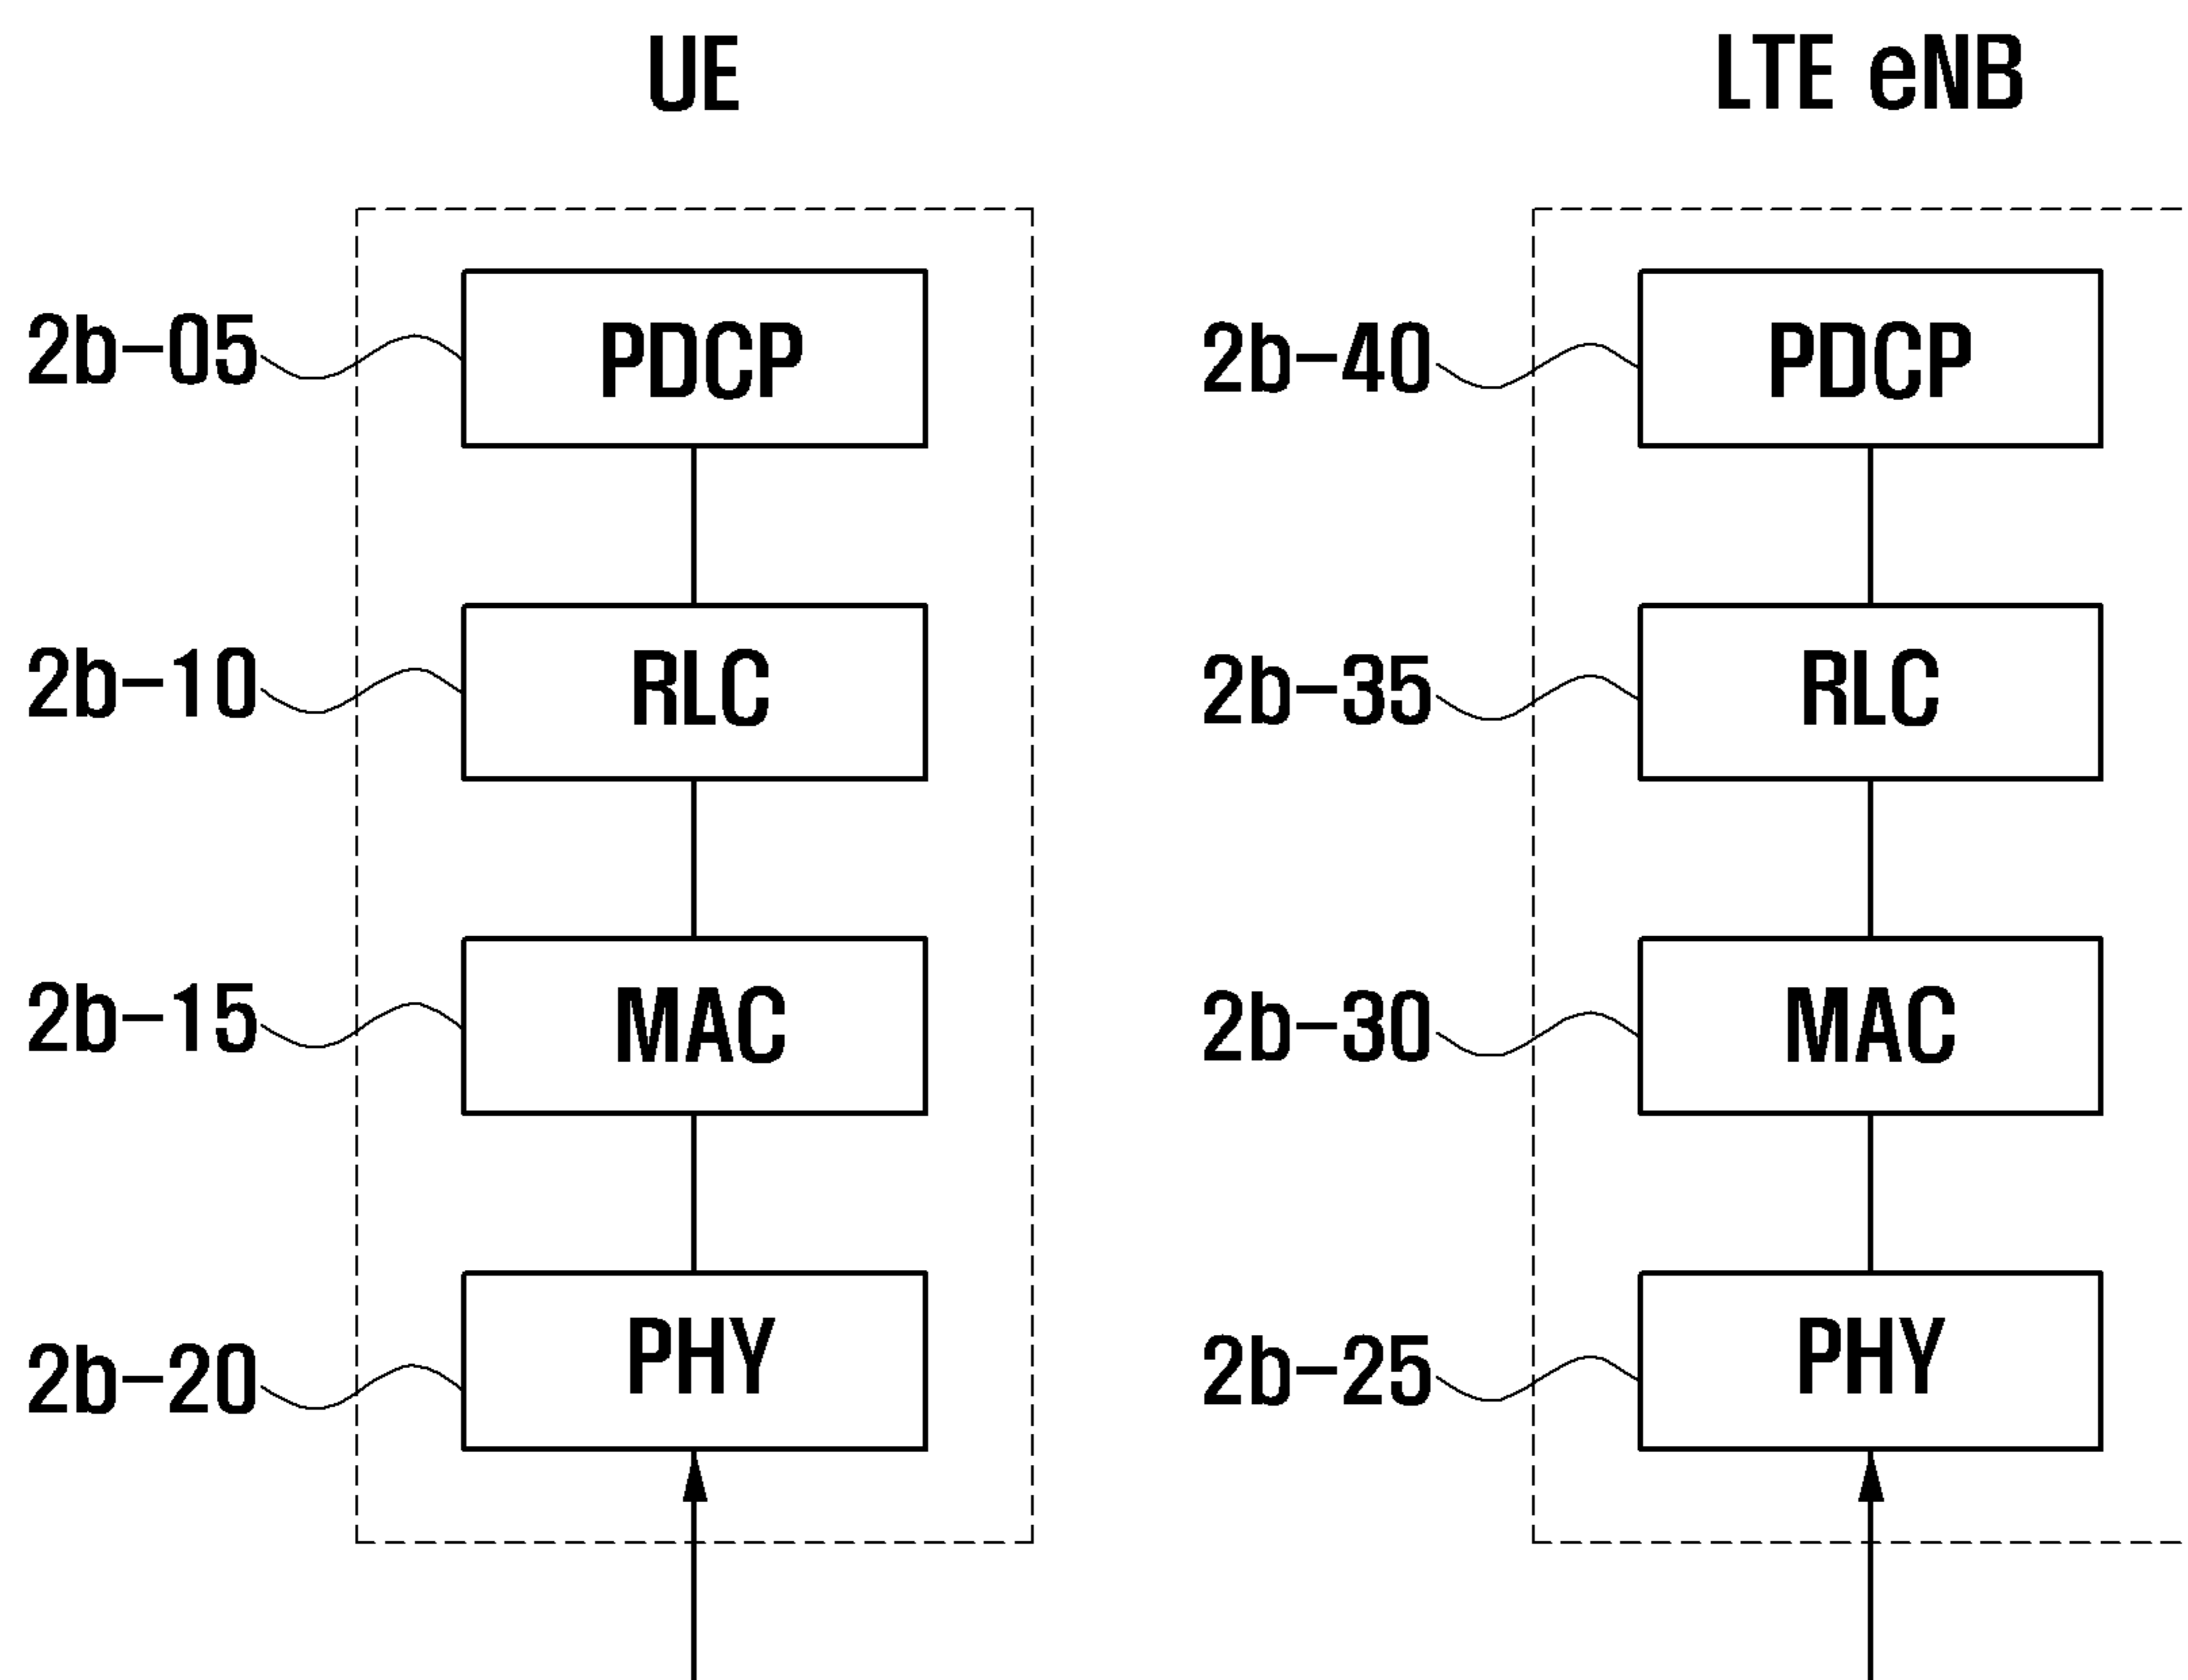 UE
LTE eNB
2b-05
PDCP
2b-40
PDCP
2b-10
RLC
2b-35
RLC
2b-15
MAC
2b-30
MAC
2b-20
PHY
2b-25
PHY